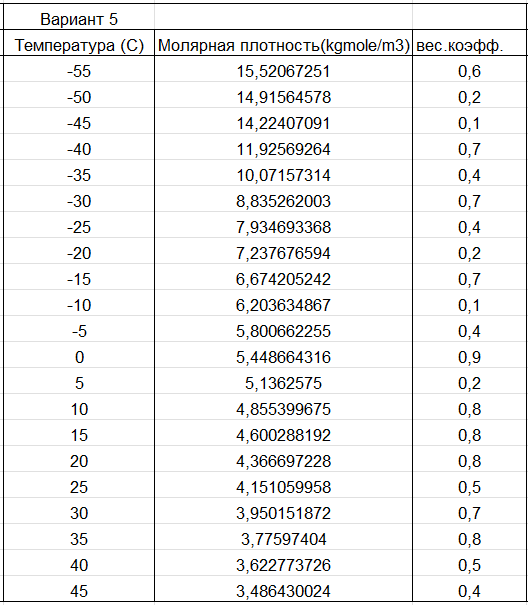 Вариант 5
Температура (С) Молярная плотность(kgmole/m3) вес.коэфф.
-55 15,52067251 0,6
-50 14,91564578 0,2
-45 14,22407091 0,1
-40 11,92569264 0,7
-35 10,07157314 0,4
-30 8,835262003 0,7
-25 7,934693368 0,4
-20 7,237676594 0,2
-15 6,674205242 0,7
-10 6,203634867 0,1
-5 5,800662255 0,4
0 5,448664316 0,9
5 5,1362575 0,2
10 4,855399675 0,8
15 4,600288192 0,8
20 4,366697228 0,8
25 4,151059958 0,5
30 3,950151872 0,7
35 3,77597404 0,8
40 3,622773726 0,5
45 3,486430024 0,4